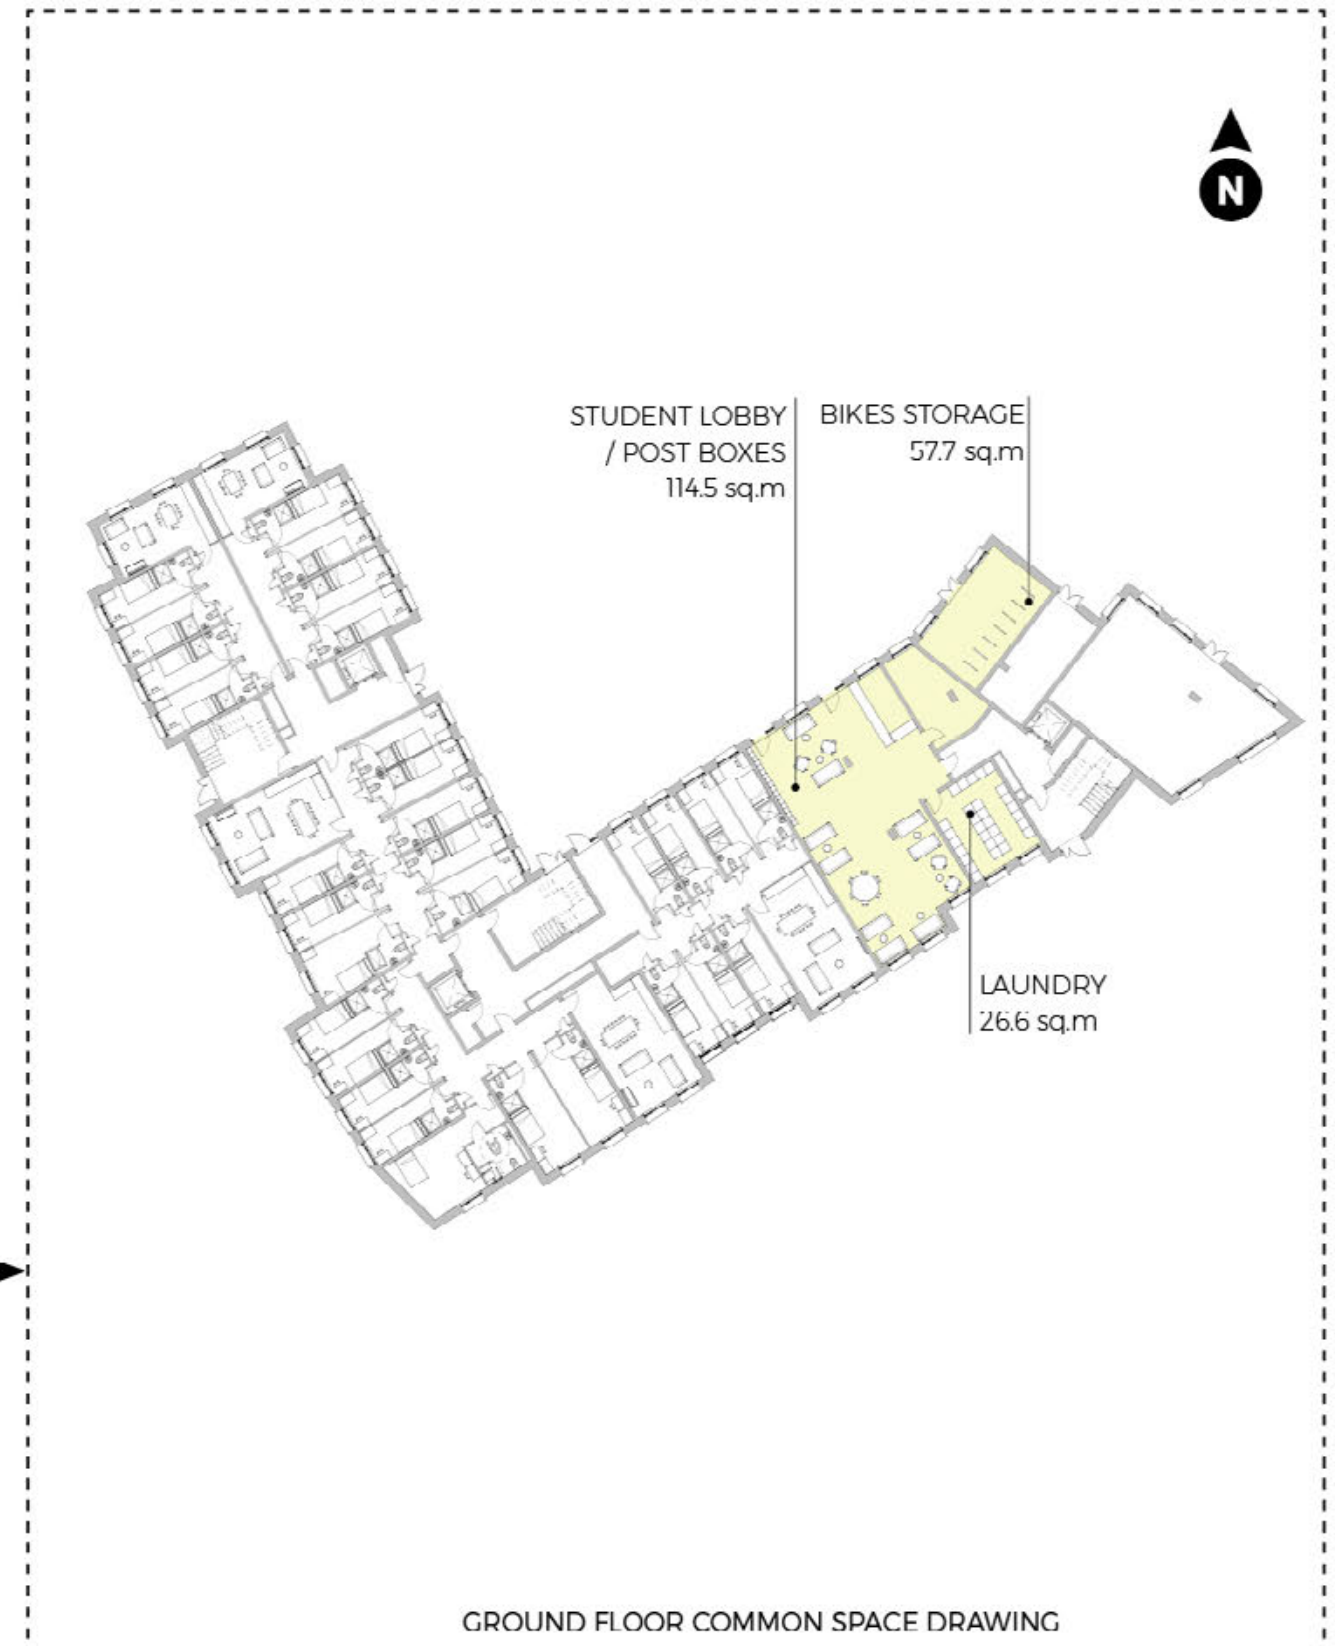 N
STUDENT LOBBY
/ POST BOXES
114.5 sq.m
BIKES STORAGE
57.7 sq.m
LAUNDRY
26.6 sq.m
GROUND FLOOR COMMON SPACE DRAWING